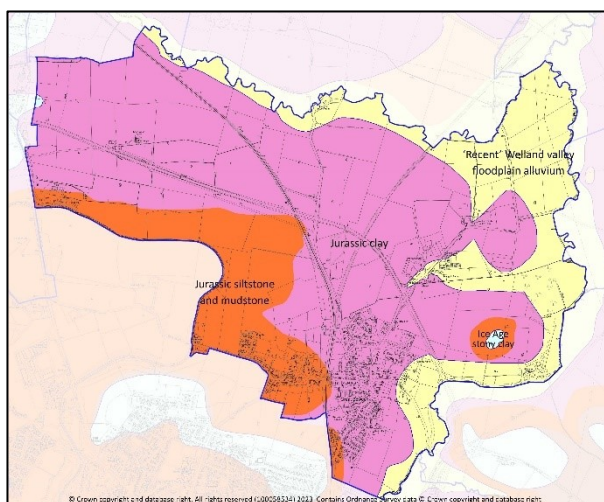 'Recent' Welland valley
floodplain alluvium
Jurassic clay
Jurassic siltstone
and mudstone
Ice Age
stony clay
© Crown copyright and database right. All rights reserved (100059534) 2023 Contains Ordnance Survey data © Crown copyright and database right